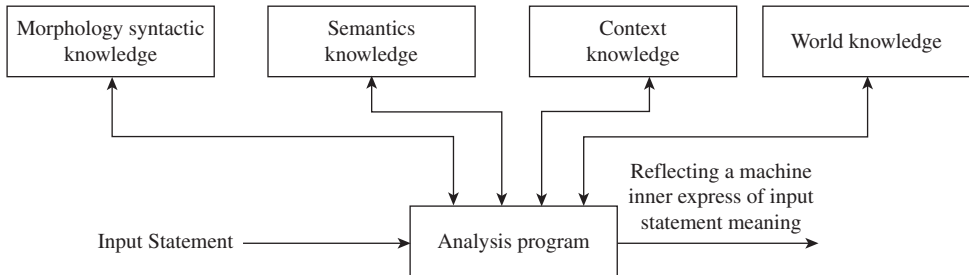 Morphology syntactic
knowledge
Semantics
knowledge
Context
knowledge
World knowledge
Reflecting a machine
inner express of input
statement meaning
Input Statement
Analysis program